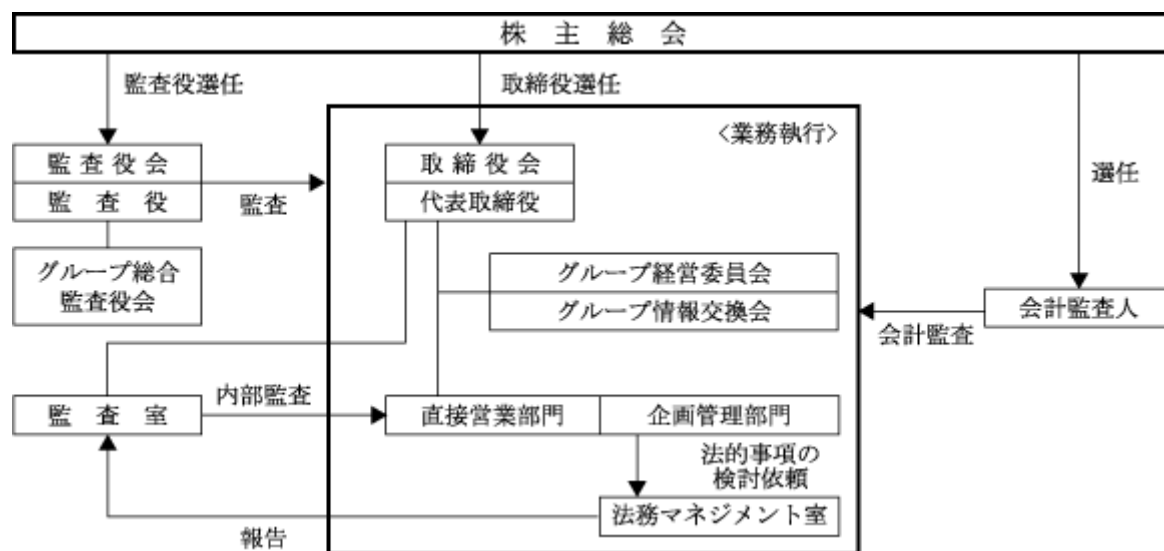 株主総会
監査役選任
取締役選任
<業務執行>
監査役会
監査役
監査
取締役会
代表取締役
選任
グループ総合
監査役会
グループ経営委員会
グループ情報交換会
会計監査人
会計監査
内部監査
監査室
直接営業部門
企画管理部門
法的事項の
検討依頼
法務マネジメント室
報告